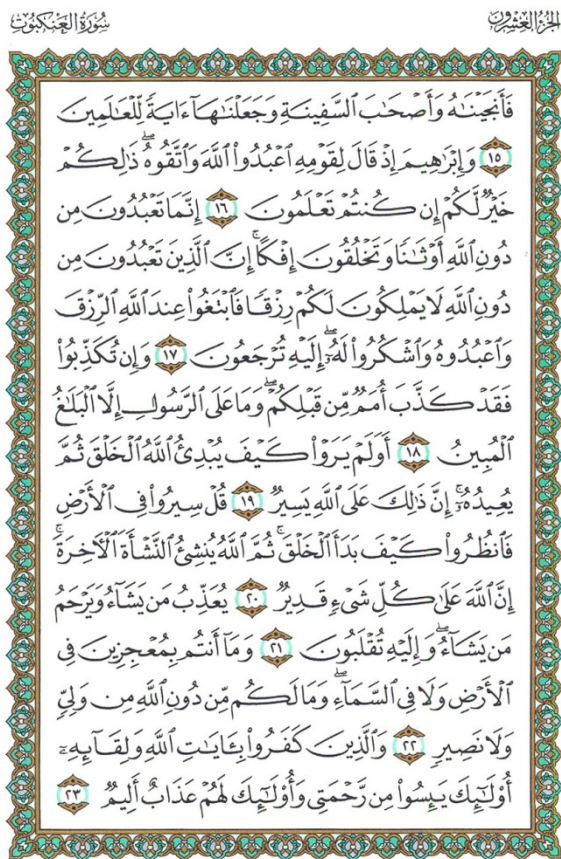 الجزء العشرون
سورة العنكبوت
فَأَنجَيْنَٰهُ وَأَصْحَٰبَ ٱلسَّفِينَةِ وَجَعَلْنَٰهَآ ءَايَةً لِّلْعَٰلَمِينَ
١٥ وَإِبْرَٰهِيمَ إِذْ قَالَ لِقَوْمِهِ ٱعْبُدُوا۟ ٱللَّهَ وَٱتَّقُوهُ ۖ ذَٰلِكُمْ
خَيْرٌ لَّكُمْ إِن كُنتُمْ تَعْلَمُونَ ١٦ إِنَّمَا تَعْبُدُونَ مِن
دُونِ ٱللَّهِ أَوْثَٰنًا وَتَخْلُقُونَ إِفْكًا ۚ إِنَّ ٱلَّذِينَ تَعْبُدُونَ مِن
دُونِ ٱللَّهِ لَا يَمْلِكُونَ لَكُمْ رِزْقًا فَٱبْتَغُوا۟ عِندَ ٱللَّهِ ٱلرِّزْقَ
وَٱعْبُدُوهُ وَٱشْكُرُوا۟ لَهُۥٓ ۖ إِلَيْهِ تُرْجَعُونَ ١٧ وَإِن تُكَذِّبُوا۟
فَقَدْ كَذَّبَ أُمَمٌ مِّن قَبْلِكُمْ ۖ وَمَا عَلَى ٱلرَّسُولِ إِلَّا ٱلْبَلَٰغُ
ٱلْمُبِينُ ١٨ أَوَلَمْ يَرَوْا۟ كَيْفَ يُبْدِئُ ٱللَّهُ ٱلْخَلْقَ ثُمَّ
يُعِيدُهُۥٓ ۚ إِنَّ ذَٰلِكَ عَلَى ٱللَّهِ يَسِيرٌ ١٩ قُلْ سِيرُوا۟ فِى ٱلْأَرْضِ
فَٱنظُرُوا۟ كَيْفَ بَدَأَ ٱلْخَلْقَ ۚ ثُمَّ ٱللَّهُ يُنشِئُ ٱلنَّشْأَةَ ٱلْءَاخِرَةَ ۚ
إِنَّ ٱللَّهَ عَلَىٰ كُلِّ شَىْءٍ قَدِيرٌ ٢٠ يُعَذِّبُ مَن يَشَآءُ وَيَرْحَمُ
مَن يَشَآءُ ۖ وَإِلَيْهِ تُقْلَبُونَ ٢١ وَمَآ أَنتُم بِمُعْجِزِينَ فِى
ٱلْأَرْضِ وَلَا فِى ٱلسَّمَآءِ ۖ وَمَا لَكُم مِّن دُونِ ٱللَّهِ مِن وَلِىٍّ
وَلَا نَصِيرٍ ٢٢ وَٱلَّذِينَ كَفَرُوا۟ بِـَٔايَٰتِ ٱللَّهِ وَلِقَآئِهِۦٓ
أُو۟لَٰٓئِكَ يَئِسُوا۟ مِن رَّحْمَتِى وَأُو۟لَٰٓئِكَ لَهُمْ عَذَابٌ أَلِيمٌ ٢٣